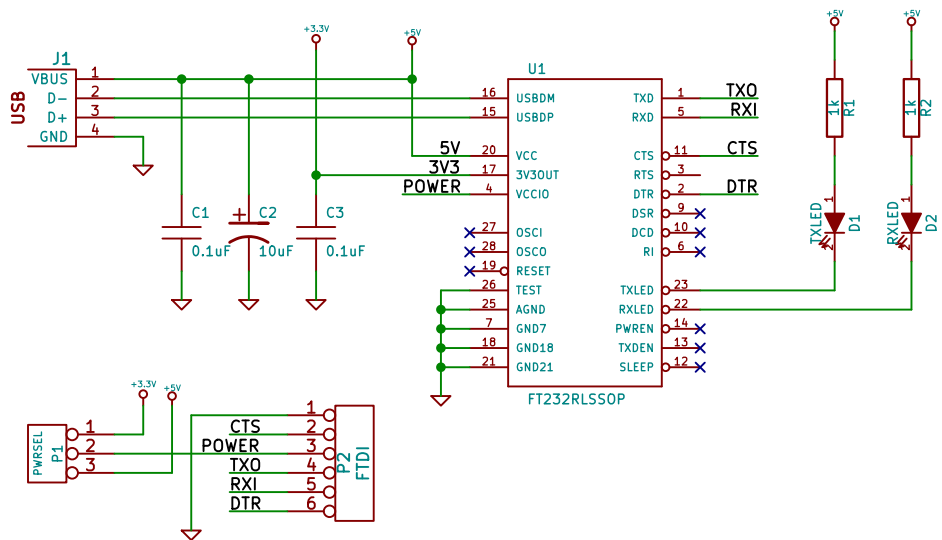 +3.3V
+5V
+5V
+5V
J1
USB
VBUS 1
D- 2
D+ 3
GND 4
U1
16 USBDM TXD 1 TXO
15 USBDP RXD 5 RXI
5V 20 VCC CTS 11 CTS
3V3 17 3V3OUT RTS 3
POWER 4 VCCIO DTR 2 DTR
DSR 9
27 OSCI DCD 10
28 OSCO RI 6
19 RESET
26 TEST TXLED 23
25 AGND RXLED 22
7 GND7 PWREN 14
18 GND18 TXDEN 13
21 GND21 SLEEP 12
FT232RLSSOP
C1
0.1uF
+
C2
10uF
C3
0.1uF
1k
R1
1k
R2
1
TXLED
D1
2
1
RXLED
D2
2
+3.3V
+5V
PWRSEL
P1
1
2
3
1
CTS 2
POWER 3
TXO 4
RXI 5
DTR 6
P2
FTDI